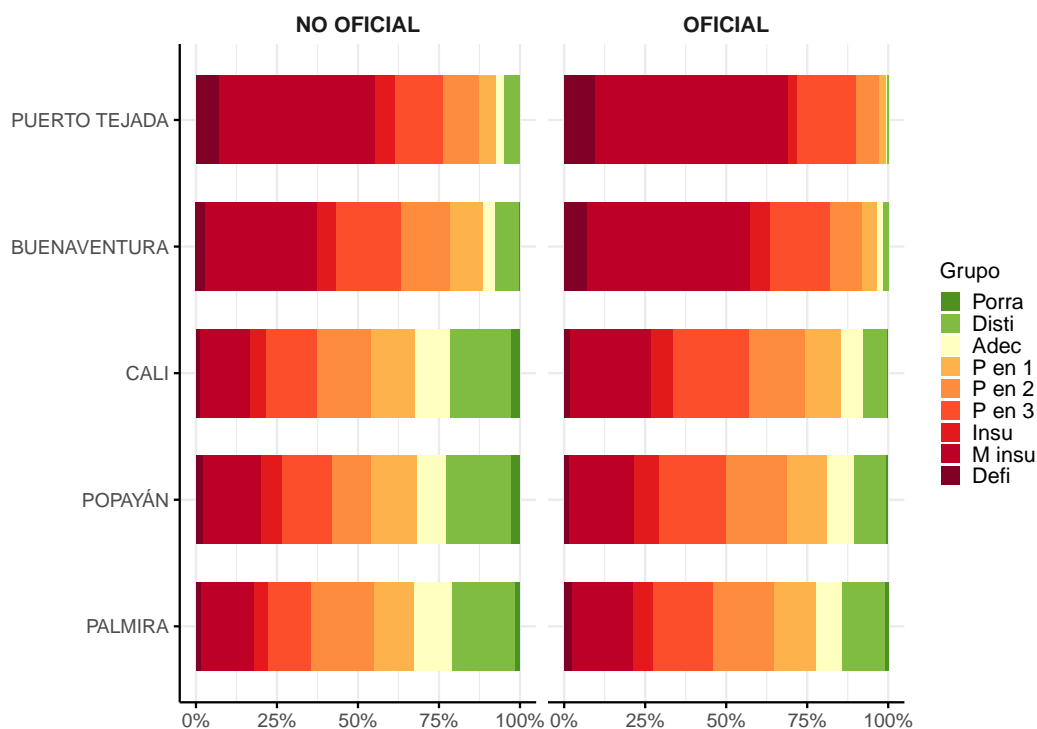 NO OFICIAL
OFICIAL
PUERTO TEJADA
BUENAVENTURA
CALI
POPAYÁN
PALMIRA
0% 25% 50% 75% 100%
0% 25% 50% 75% 100%
Grupo
Porra
Disti
Adec
P en 1
P en 2
P en 3
Insu
M insu
Defi